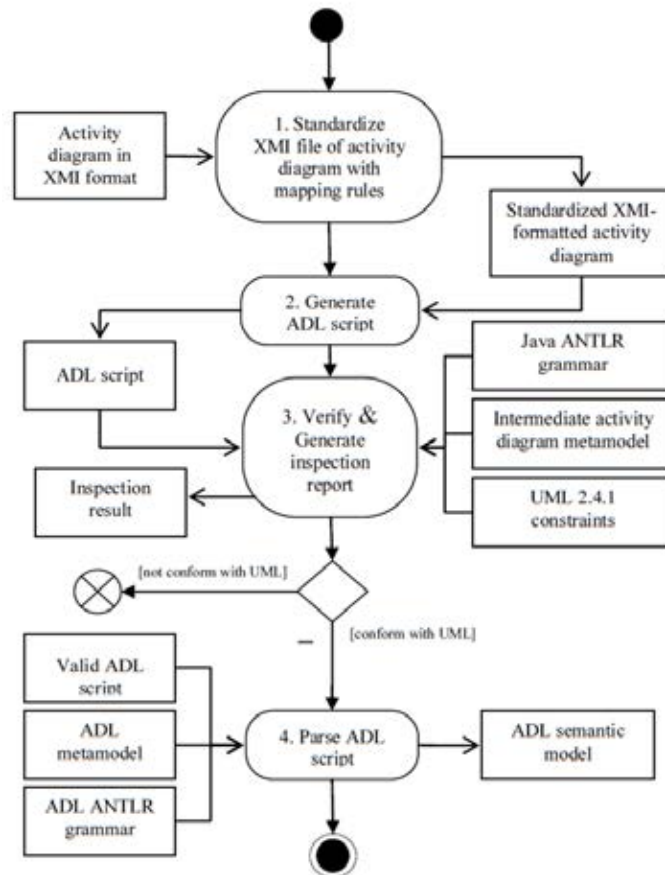 1. Standardize
XMI file of activity
diagram with
mapping rules
Activity
diagram in
XMI format
Standardized XMI-
formatted activity
diagram
2. Generate
ADL script
ADL script
Java ANTLR
grammar
3. Verify &
Generate
inspection
report
Intermediate activity
diagram metamodel
Inspection
result
UML 2.4.1
constraints
[not conform with UML]
[conform with UML]
Valid ADL
script
ADL
metamodel
ADL ANTLR
grammar
4. Parse ADL
script
ADL semantic
model